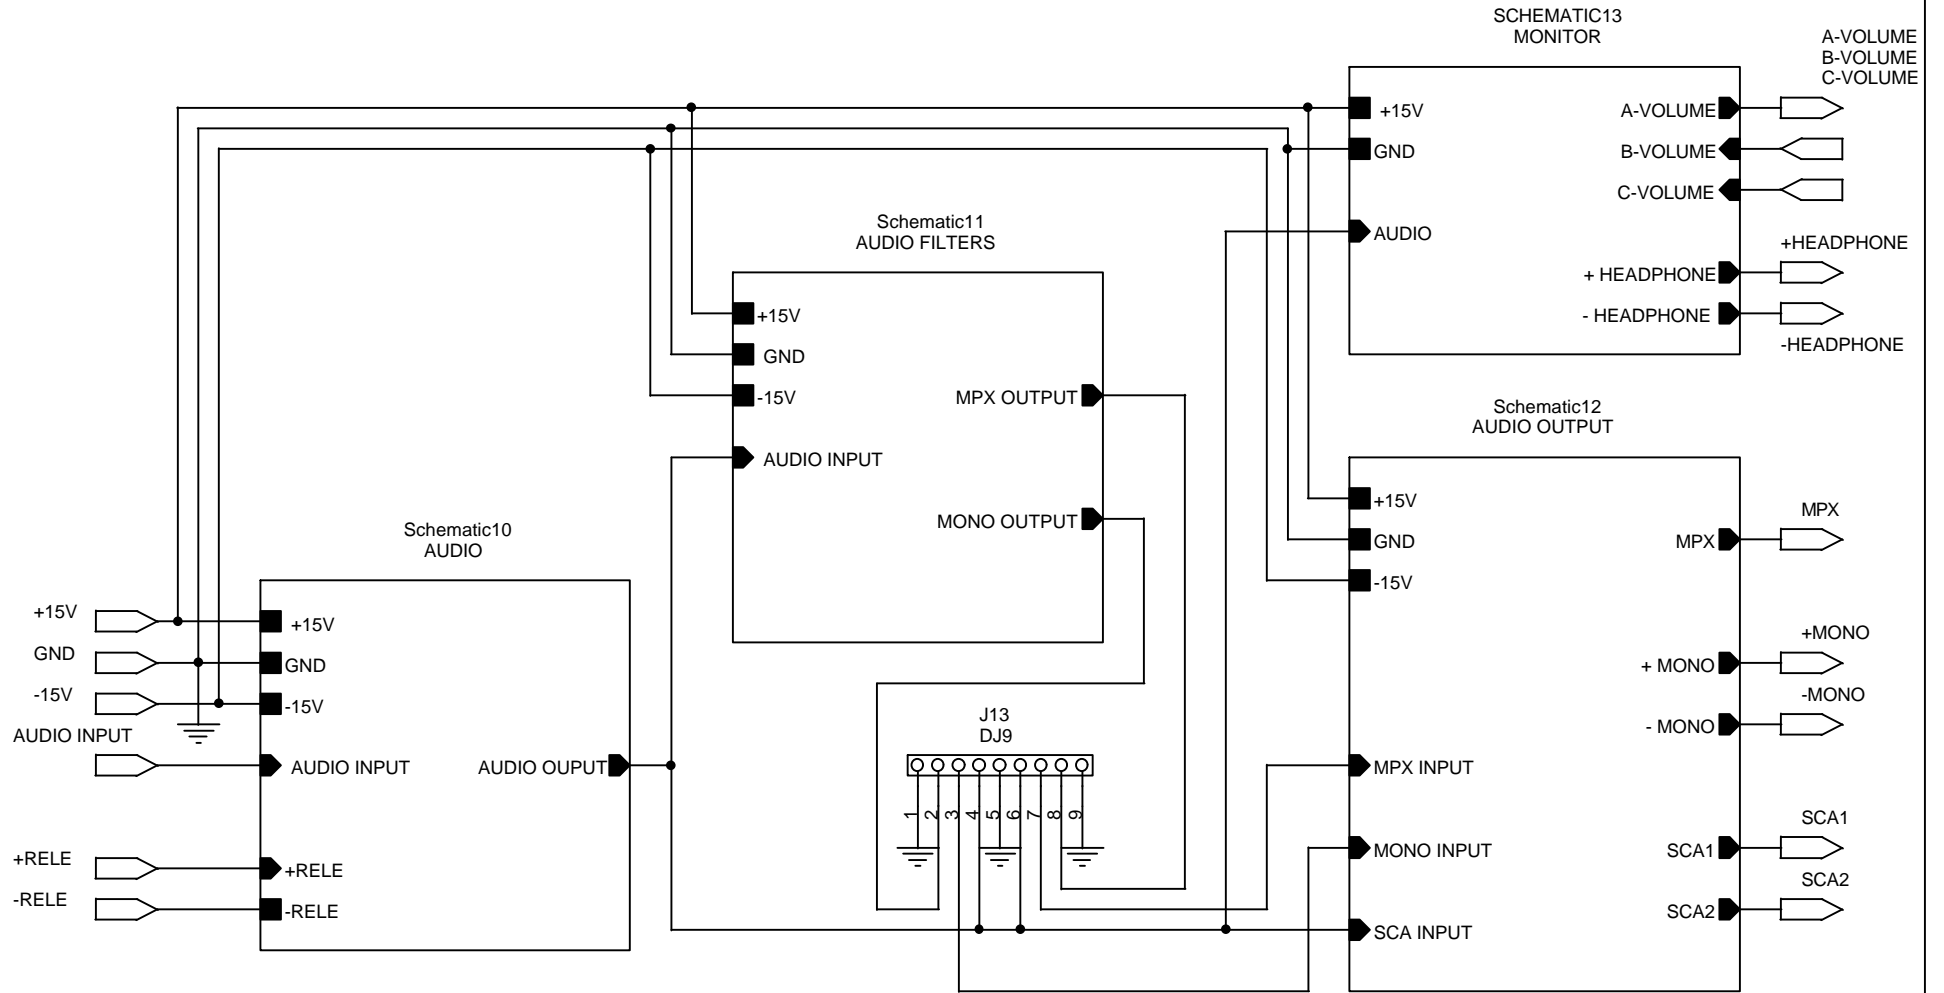 SCHEMATIC13
MONITOR
A-VOLUME
B-VOLUME
C-VOLUME
+15V
GND
AUDIO
A-VOLUME
B-VOLUME
C-VOLUME
+ HEADPHONE
- HEADPHONE
+HEADPHONE
-HEADPHONE
Schematic11
AUDIO FILTERS
+15V
GND
-15V
AUDIO INPUT
MPX OUTPUT
MONO OUTPUT
Schematic12
AUDIO OUTPUT
+15V
GND
-15V
MPX INPUT
MONO INPUT
SCA INPUT
MPX
+ MONO
- MONO
SCA1
SCA2
MPX
+MONO
-MONO
SCA1
SCA2
Schematic10
AUDIO
+15V
GND
-15V
AUDIO INPUT
+RELE
-RELE
+15V
GND
-15V
AUDIO INPUT
+RELE
-RELE
AUDIO OUPUT
J13
DJ9
1
2
3
4
5
6
7
8
9